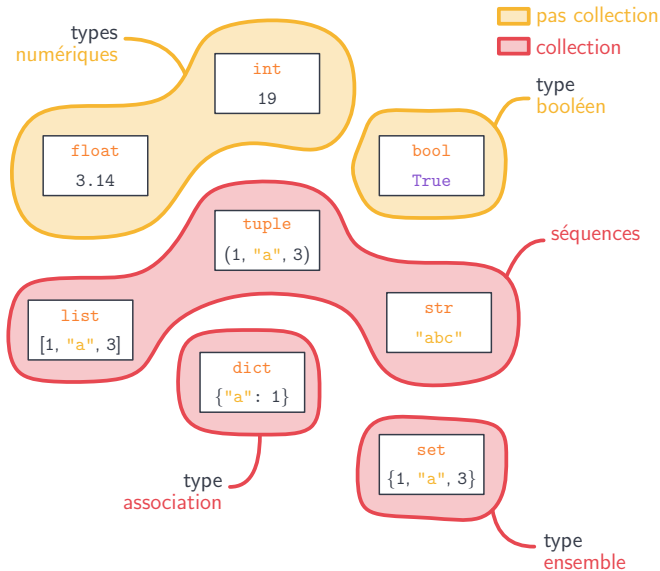 pas collection
collection
types
numériques
int
19
type
booléen
float
3.14
bool
True
tuple
(1, "a", 3)
séquences
list
[1, "a", 3]
str
"abc"
dict
{"a": 1}
set
{1, "a", 3}
type
association
type
ensemble